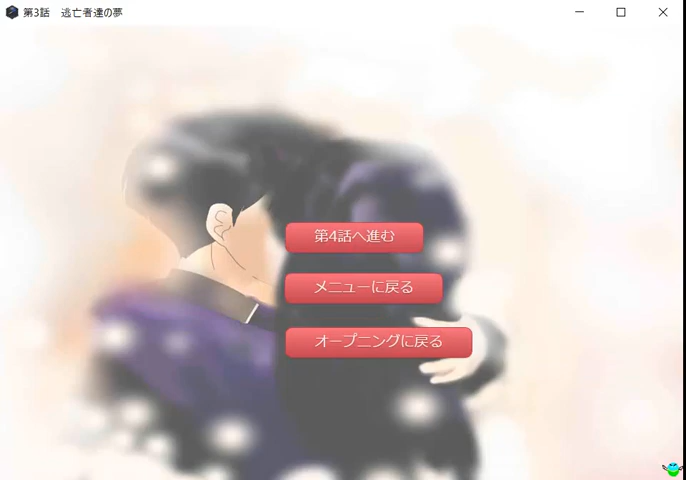 第3話　逃亡者達の夢
第4話へ進む
メニューに戻る
オープニングに戻る